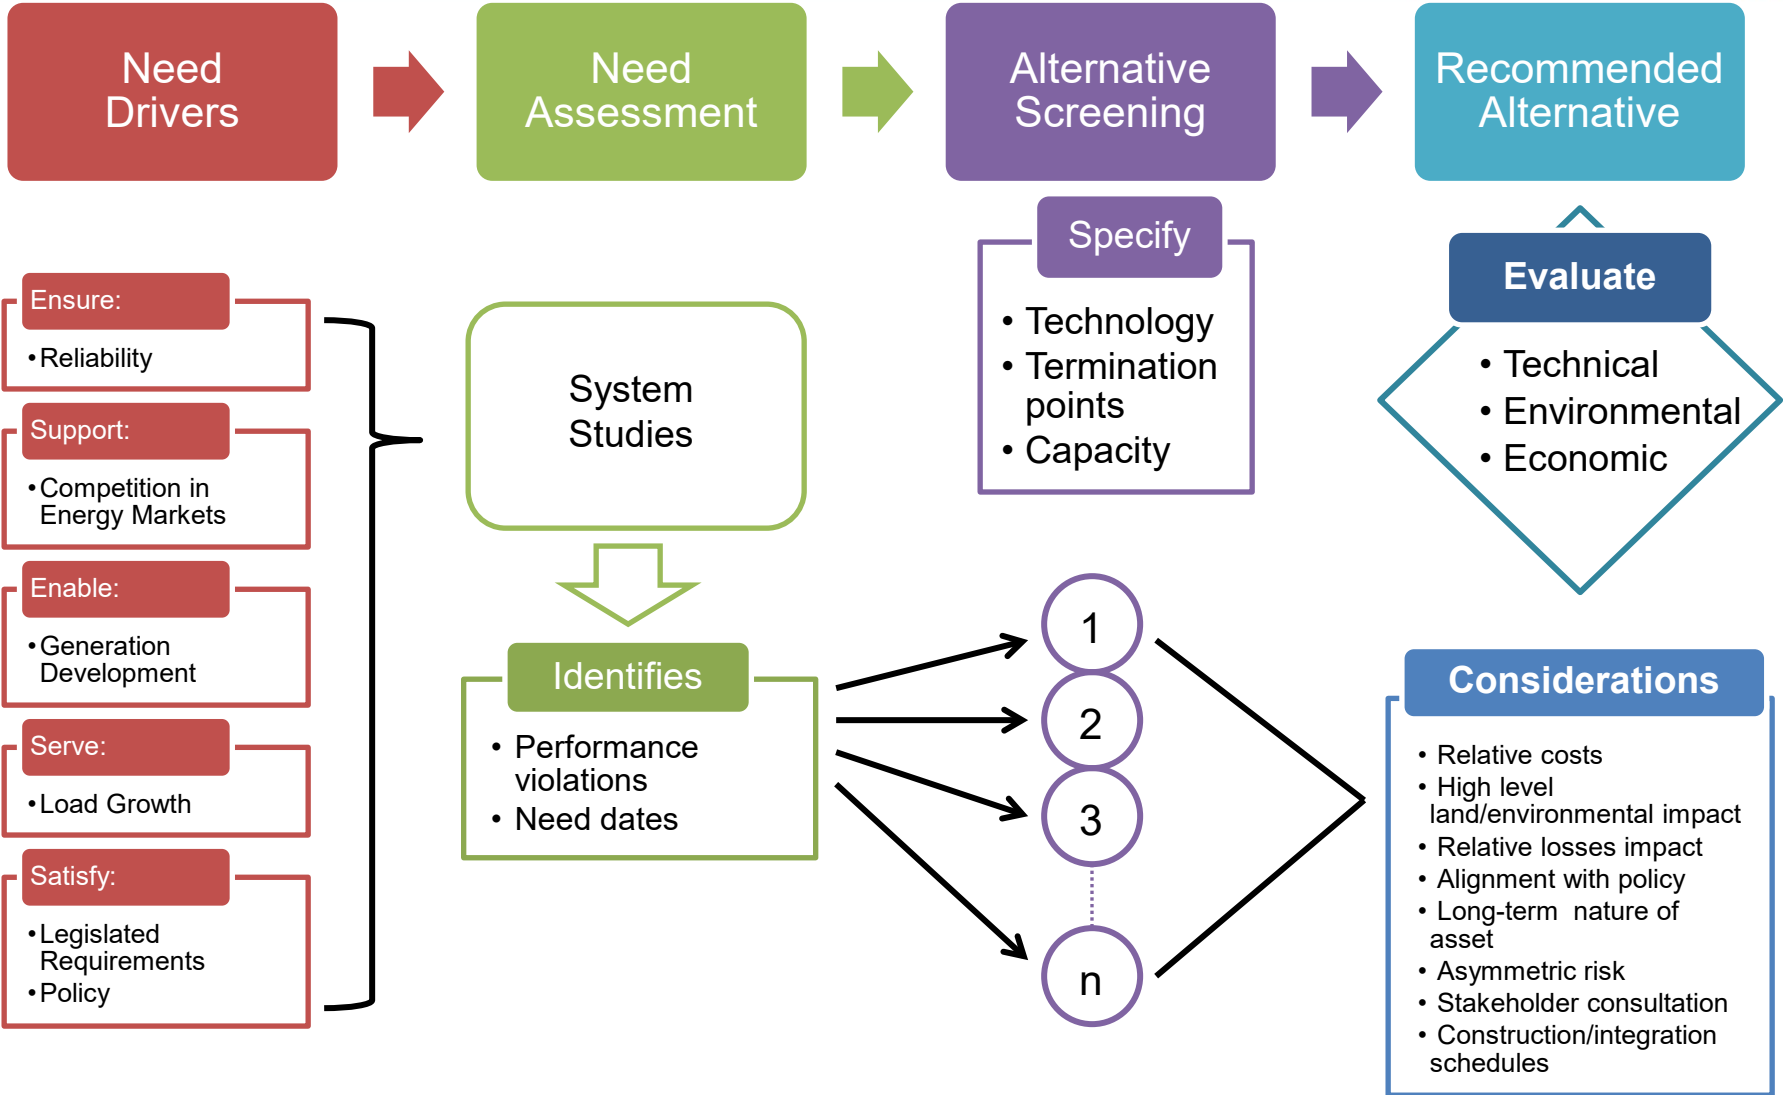 Need
Drivers
Need
Assessment
Alternative
Screening
Recommended
Alternative
Ensure:
•Reliability
Support:
•Competition in
Energy Markets
Enable:
•Generation
Development
Serve:
•Load Growth
Satisfy:
•Legislated
Requirements
•Policy
System
Studies
Identifies
• Performance
violations
• Need dates
Specify
• Technology
• Termination
points
• Capacity
1
2
3
n
Evaluate
• Technical
• Environmental
• Economic
Considerations
• Relative costs
• High level
land/environmental impact
• Relative losses impact
• Alignment with policy
• Long-term nature of
asset
• Asymmetric risk
• Stakeholder consultation
• Construction/integration
schedules